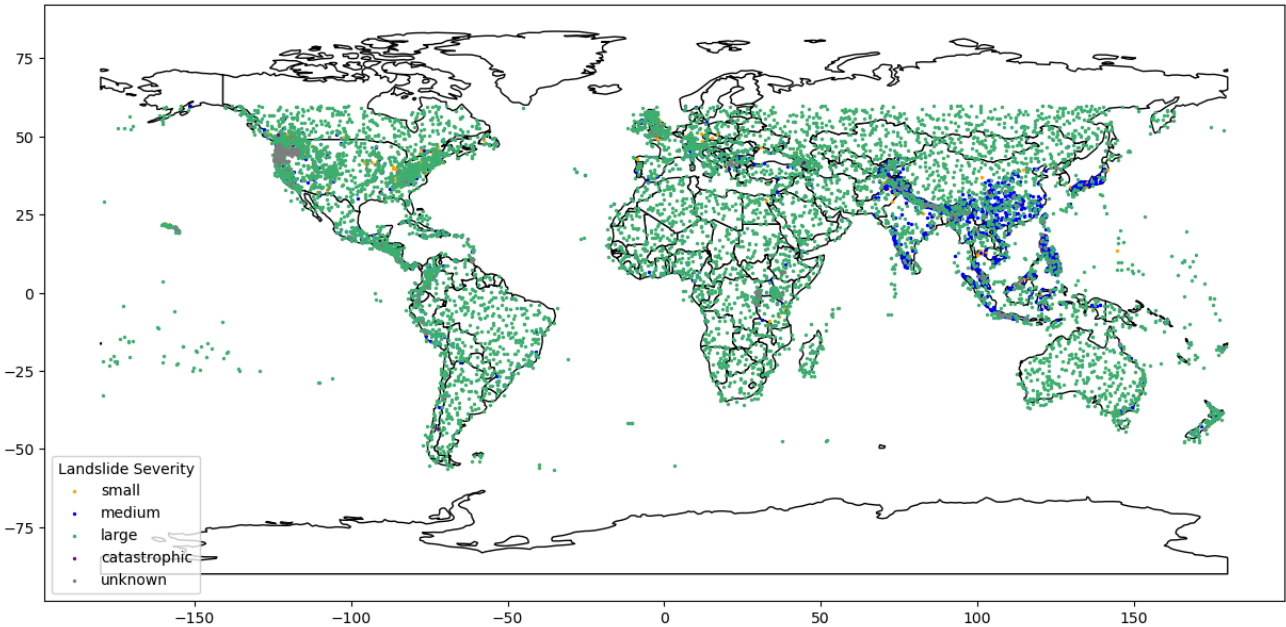 75
50
25
0
−25
−50
−75
Landslide Severity
small
medium
large
catastrophic
unknown
−150 −100 −50 0 50 100 150